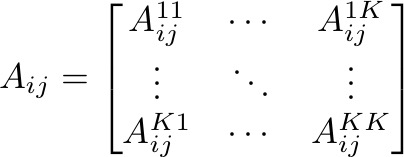 A_{ij} = \begin{bmatrix} A_{ij}^{11} & \cdots & A_{ij}^{1K} \\ \vdots & \ddots & \vdots \\ A_{ij}^{K1} & \cdots & A_{ij}^{KK} \end{bmatrix}